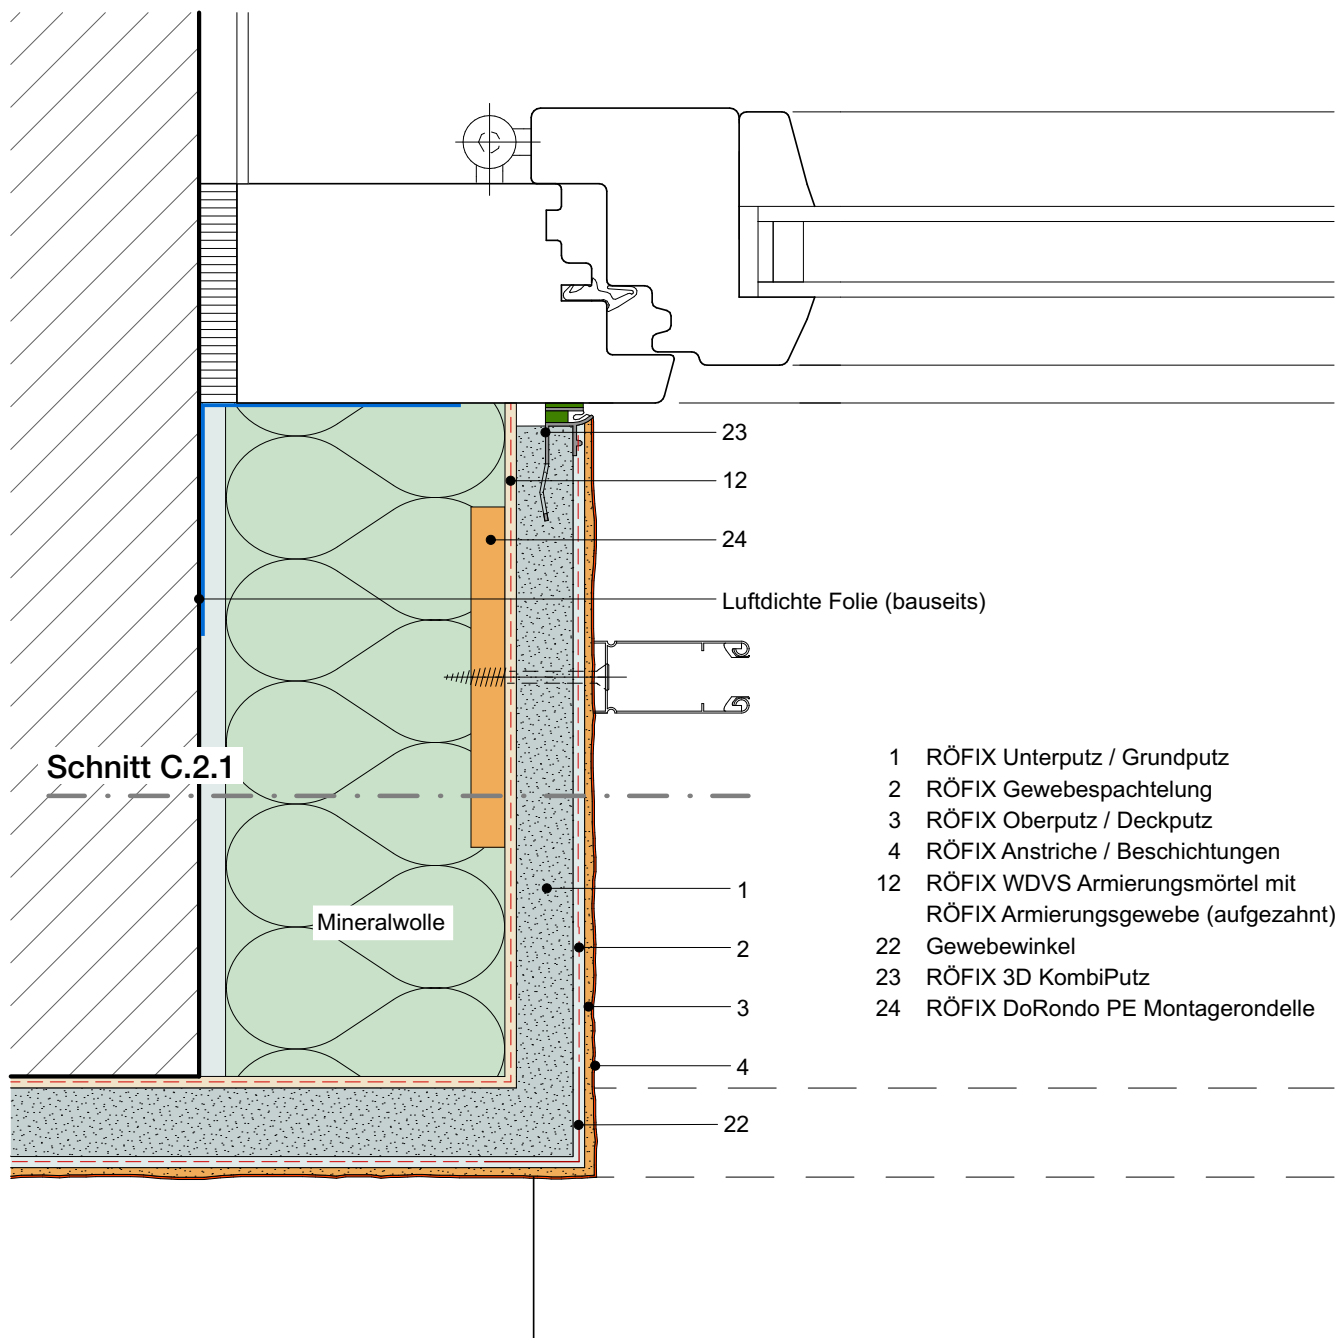 23
12
24
Luftdichte Folie (bauseits)
Schnitt C.2.1
1 RÖFIX Unterputz / Grundputz
2 RÖFIX Gewebespachtelung
3 RÖFIX Oberputz / Deckputz
4 RÖFIX Anstriche / Beschichtungen
12 RÖFIX WDVS Armierungsmörtel mit
RÖFIX Armierungsgewebe (aufgezahnt)
22 Gewebewinkel
23 RÖFIX 3D KombiPutz
24 RÖFIX DoRondo PE Montagerondelle
Mineralwolle
1
2
3
4
22